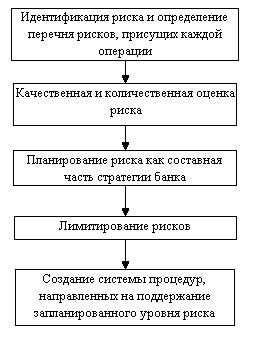 Идентификация риска и определение
перечня рисков, присущих каждой
операции
Качественная и количественная оценка
риска
Планирование риска как составная
часть стратегии банка
Лимитирование рисков
Создание системы процедур,
направленных на поддержание
запланированного уровня риска